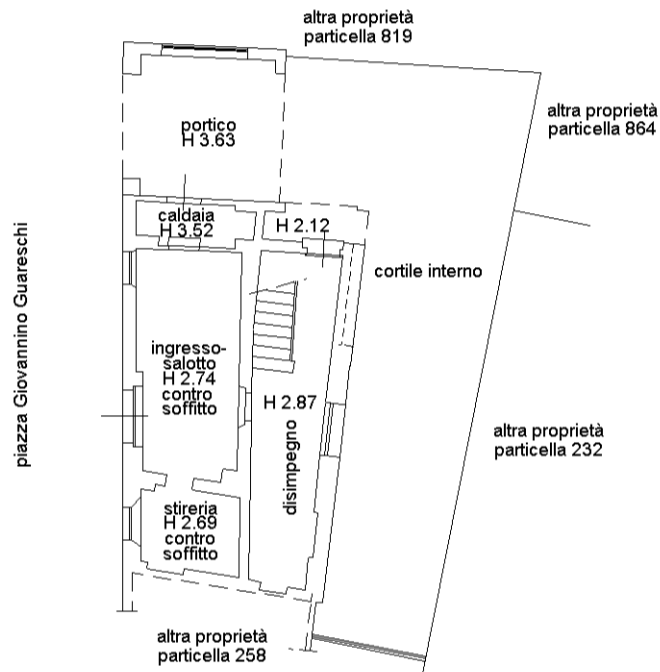 altra proprietà
particella 819
altra proprietà
particella 864
portico
H 3.63
caldaia
H 3.52
H 2.12
cortile interno
piazza Giovannino Guareschi
ingresso-
salotto
H 2.74
contro
soffitto
H 2.87
disimpegno
altra proprietà
particella 232
stireria
H 2.69
contro
soffitto
altra proprietà
particella 258